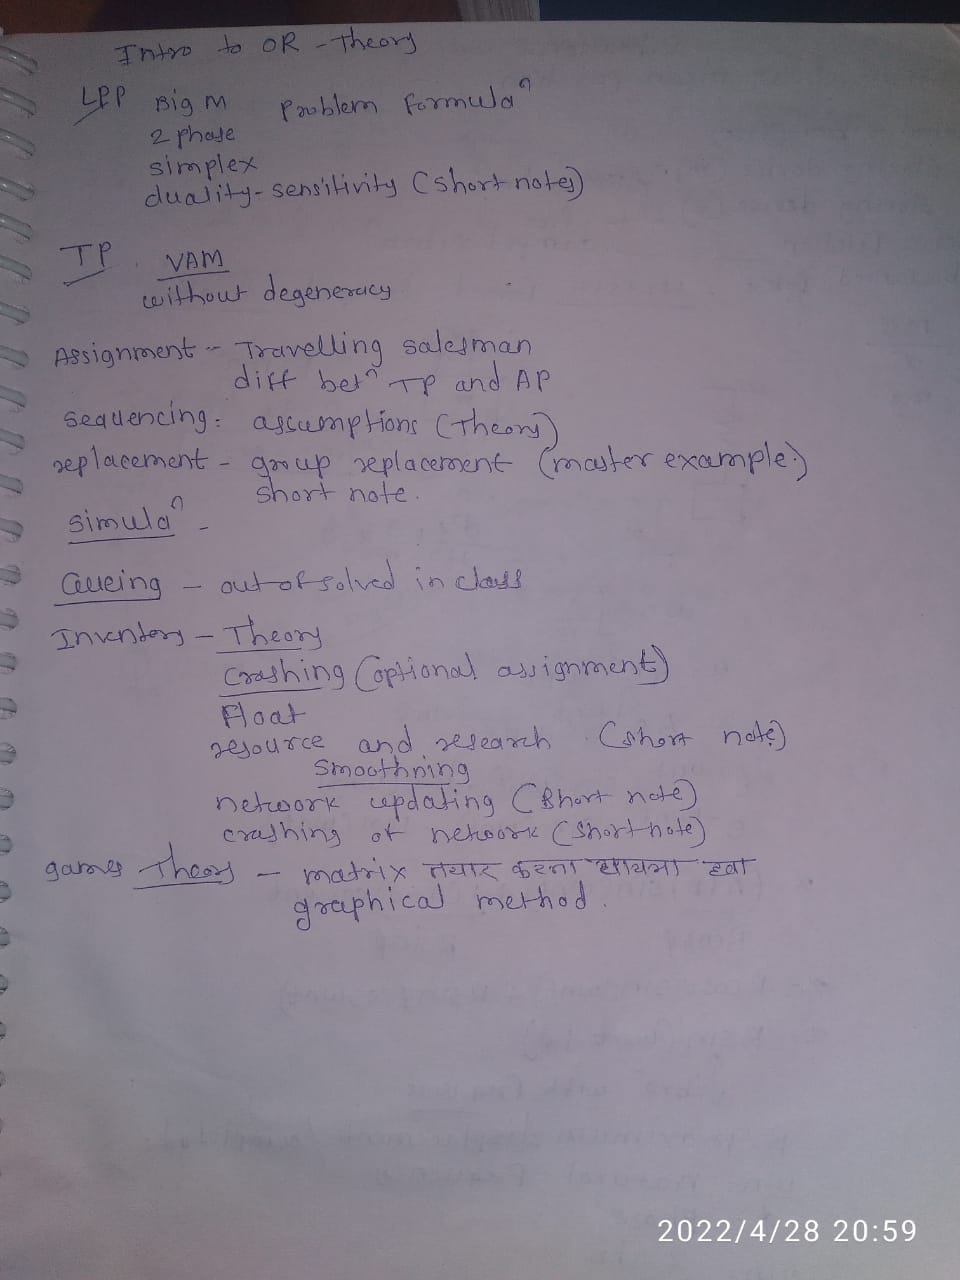 Intro to OR - Theory
LPP Big M Problem Formulaⁿ
2 phase
simplex
duality - sensitivity (short notes)
TP VAM
without degeneracy
Assignment - Travelling salesman
diff betⁿ TP and AP
sequencing: assumptions (Theory)
replacement - group replacement (master example)
short note.
simulaⁿ -
Queing - out of solved in class
Inventory - Theory
Crashing (optional assignment)
Float
resource and research (short note)
smoothning
network updating (short note)
crashing of network (short note)
games Theory - matrix तयार करता यायला हवा
graphical method.
2022/4/28 20:59